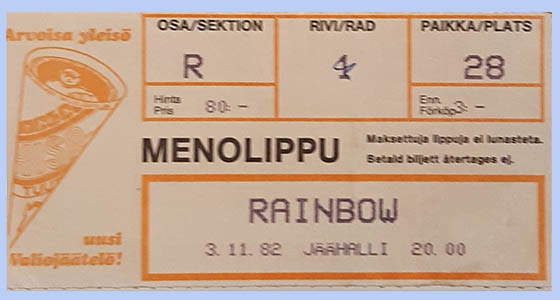 Arvoisa yleisö
uusi
Valiojäätelö!
OSA/SEKTION RIVI/RAD PAIKKA/PLATS
R 4 28
Hinta
Pris 80:-
Enn.
Förköp 3:-
MENOLIPPU
Maksettuja lippuja ei lunasteta.
Betald biljett återtages ej.
RAINBOW
3.11.82 JÄÄHALLI 20.00